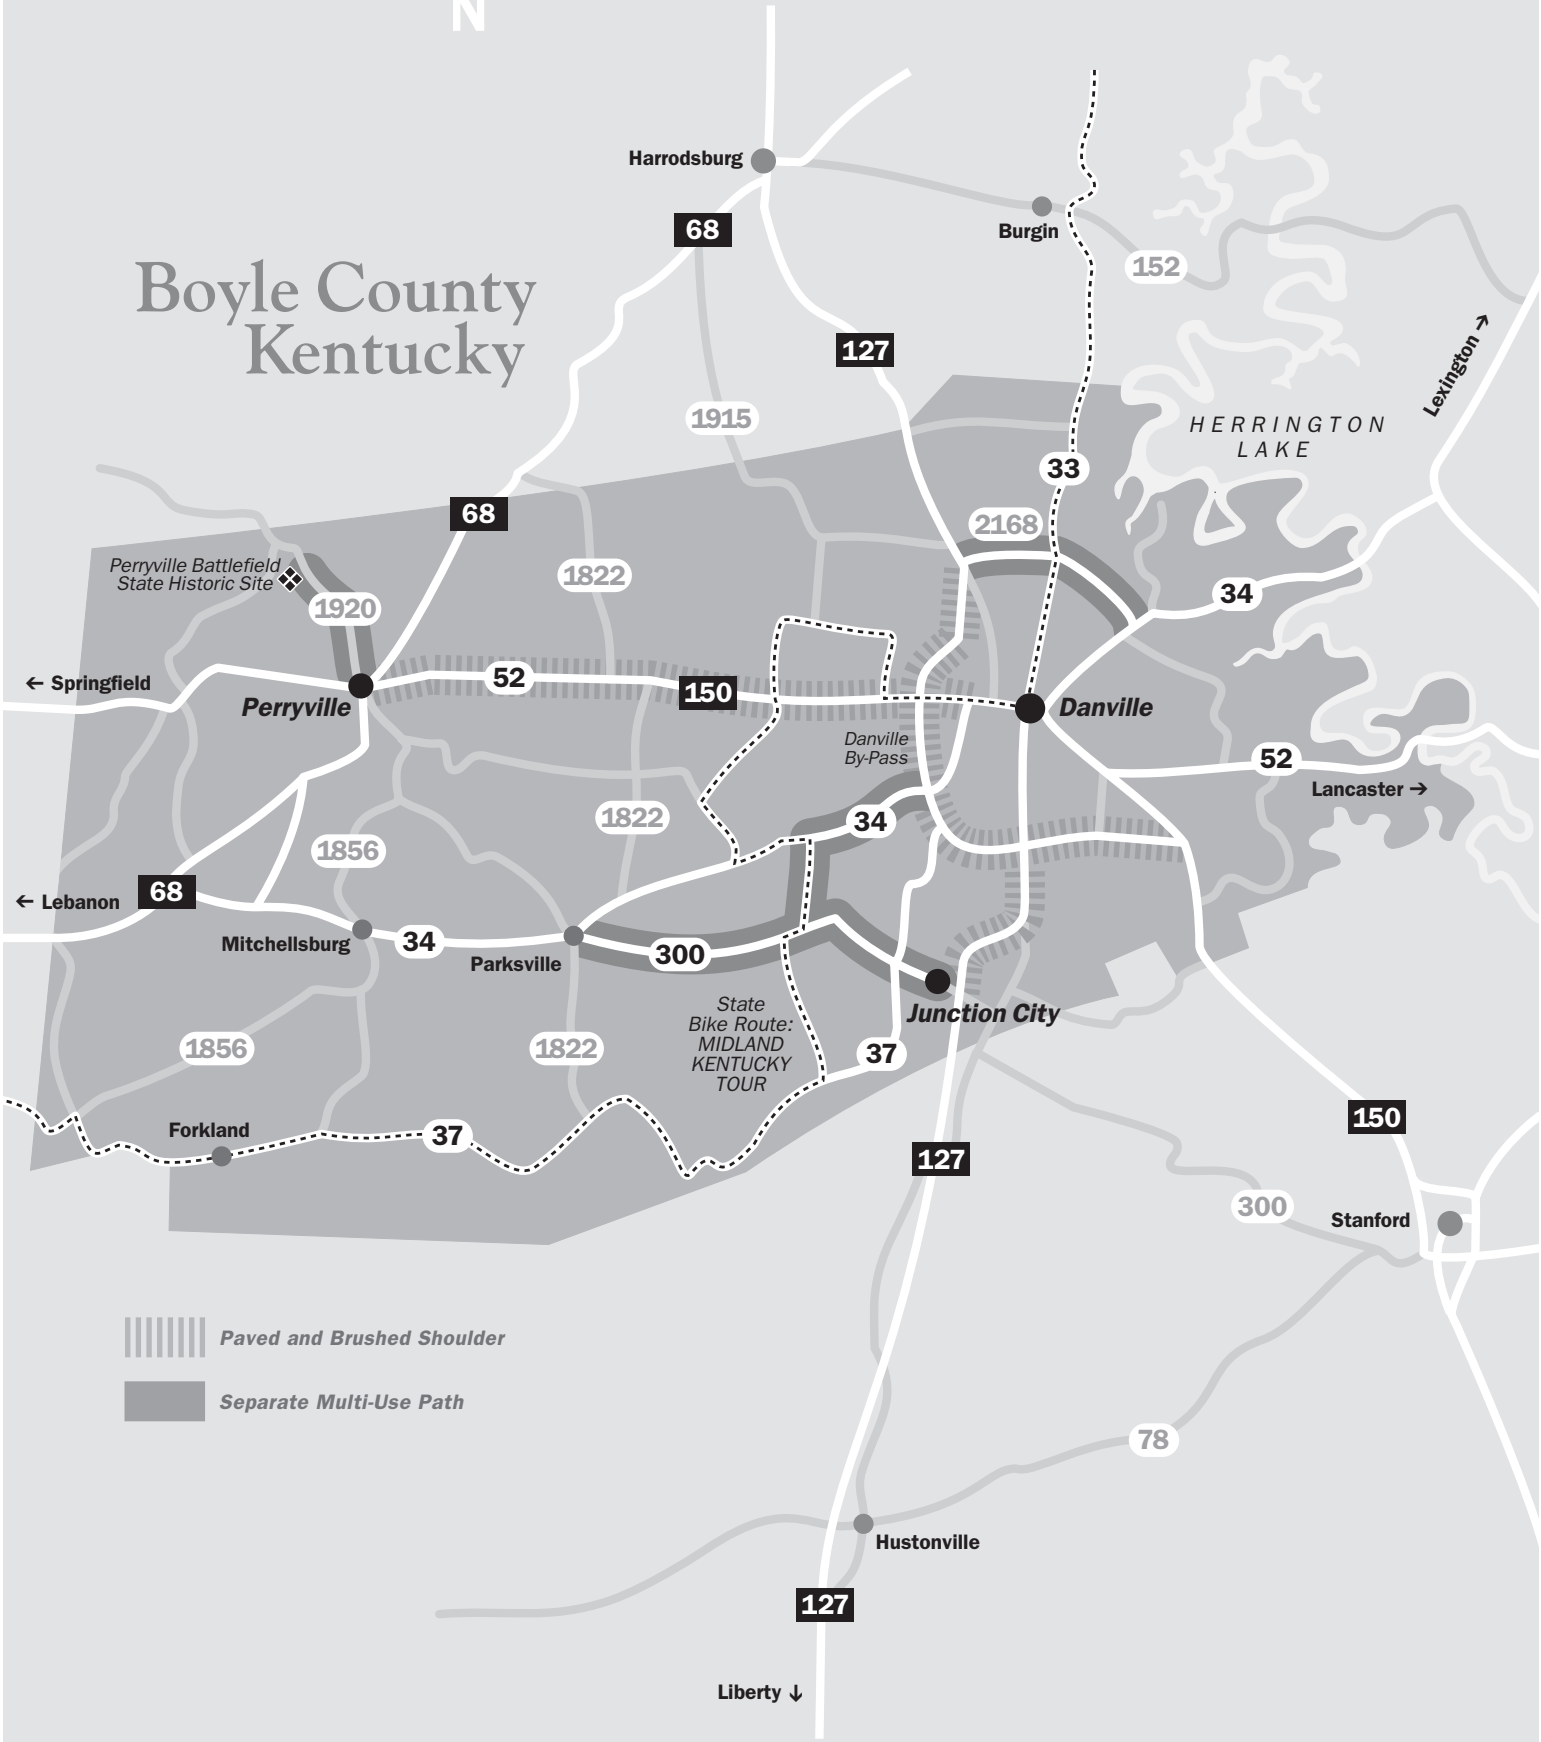 N
Harrodsburg
68
Burgin
152
Boyle County
Kentucky
127
Lexington →
1915
HERRINGTON
LAKE
33
68
2168
Perryville Battlefield
State Historic Site
1822
1920
34
← Springfield
52
150
Perryville
Danville
Danville
By-Pass
52
Lancaster →
1822
34
1856
68
← Lebanon
Mitchellsburg
34
Parksville
300
State
Bike Route:
MIDLAND
KENTUCKY
TOUR
Junction City
1856
1822
37
Forkland
37
150
127
300
Stanford
Paved and Brushed Shoulder
Separate Multi-Use Path
78
Hustonville
127
Liberty ↓